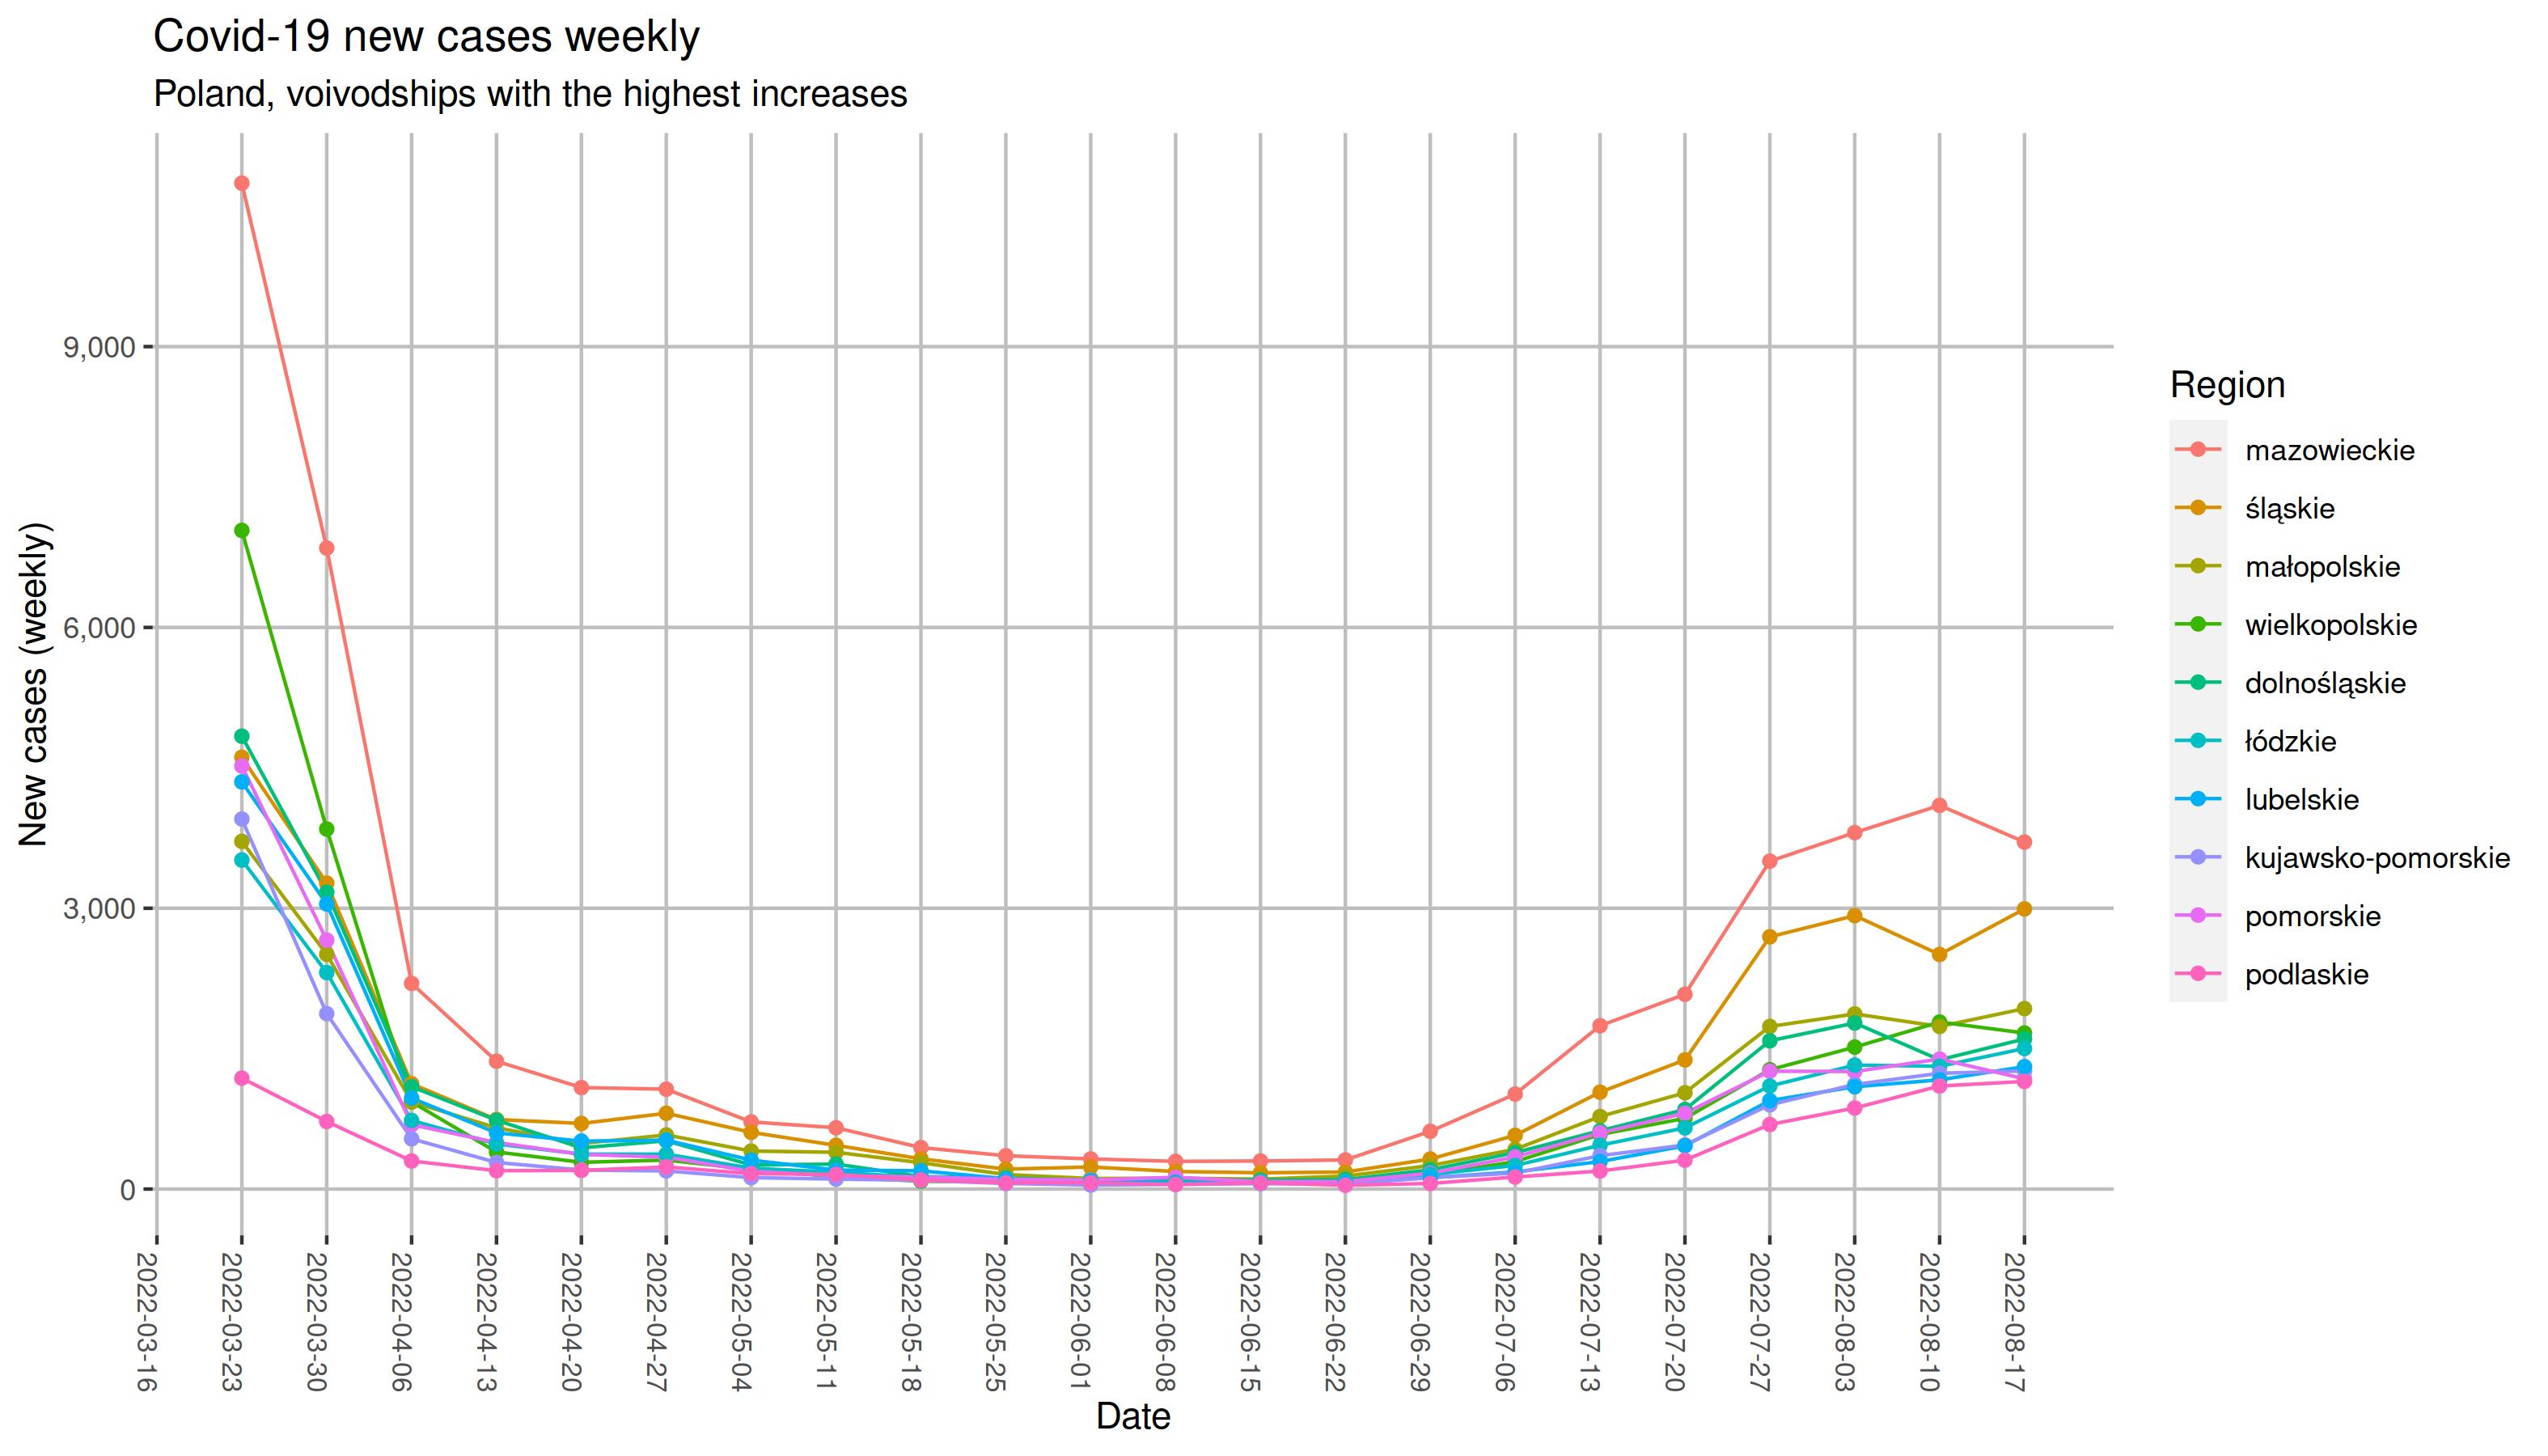 Covid-19 new cases weekly
Poland, voivodships with the highest increases
New cases (weekly)
9,000
6,000
3,000
0
2022-03-16
2022-03-23
2022-03-30
2022-04-06
2022-04-13
2022-04-20
2022-04-27
2022-05-04
2022-05-11
2022-05-18
2022-05-25
2022-06-01
2022-06-08
2022-06-15
2022-06-22
2022-06-29
2022-07-06
2022-07-13
2022-07-20
2022-07-27
2022-08-03
2022-08-10
2022-08-17
Date
Region
mazowieckie
śląskie
małopolskie
wielkopolskie
dolnośląskie
łódzkie
lubelskie
kujawsko-pomorskie
pomorskie
podlaskie